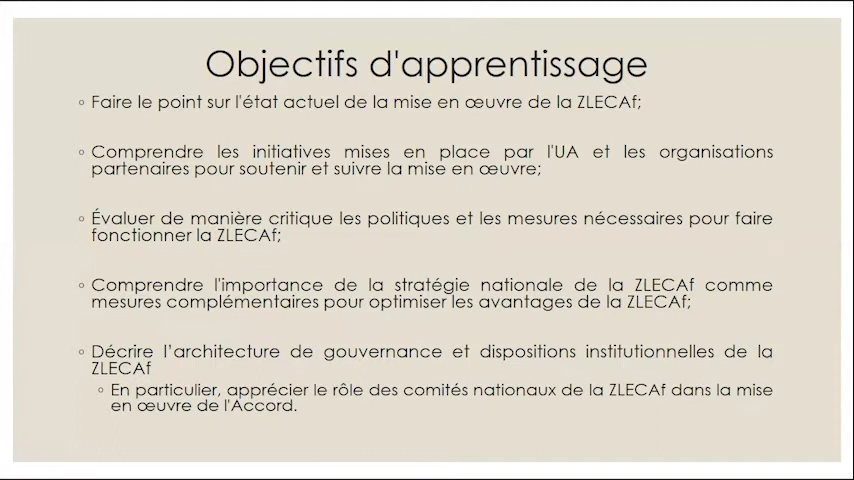 Objectifs d'apprentissage
◦ Faire le point sur l'état actuel de la mise en œuvre de la ZLECAf;
◦ Comprendre les initiatives mises en place par l'UA et les organisations
partenaires pour soutenir et suivre la mise en œuvre;
◦ Évaluer de manière critique les politiques et les mesures nécessaires pour faire
fonctionner la ZLECAf;
◦ Comprendre l'importance de la stratégie nationale de la ZLECAf comme
mesures complémentaires pour optimiser les avantages de la ZLECAf;
◦ Décrire l’architecture de gouvernance et dispositions institutionnelles de la
ZLECAf
◦ En particulier, apprécier le rôle des comités nationaux de la ZLECAf dans la mise
en œuvre de l'Accord.